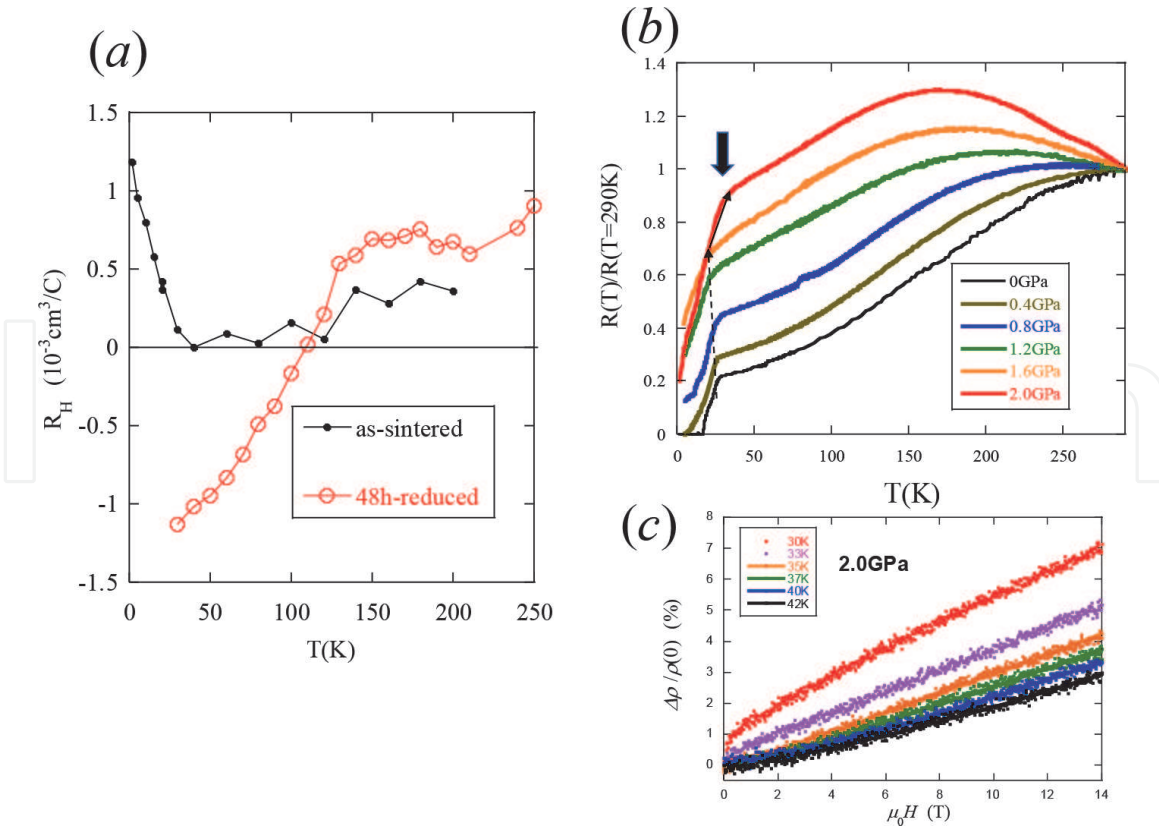 (a)
1.5
1
0.5
0
-0.5
-1
-1.5
R_H (10⁻³cm³/C)
0 50 100 150 200 250
T(K)
as-sintered
48h-reduced
(b)
1.4
1.2
1
0.8
0.6
0.4
0.2
0
R(T)/R(T=290K)
0 50 100 150 200 250
T(K)
0GPa
0.4GPa
0.8GPa
1.2GPa
1.6GPa
2.0GPa
(c)
8
7
6
5
4
3
2
1
0
Δρ/ρ(0) (%)
0 2 4 6 8 10 12 14
μ₀H (T)
30K
33K
35K
37K
40K
42K
2.0GPa